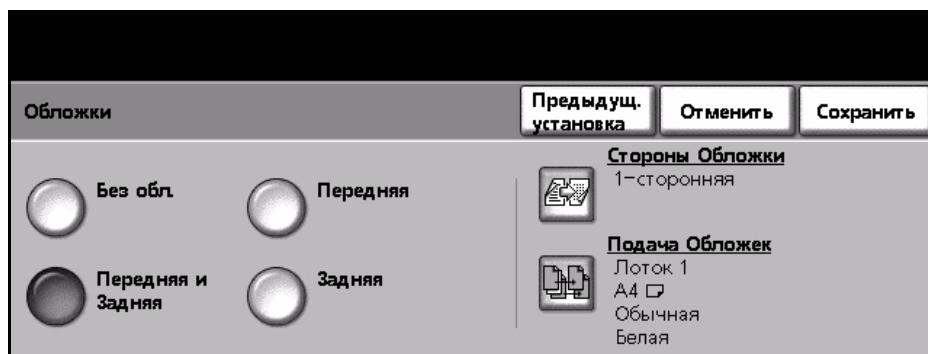 Обложки
Предыдущ.
установка
Отменить
Сохранить
Без обл.
Передняя
Передняя и
Задняя
Задняя
Стороны Обложки
1-сторонняя
Подача Обложек
Лоток 1
A4
Обычная
Белая